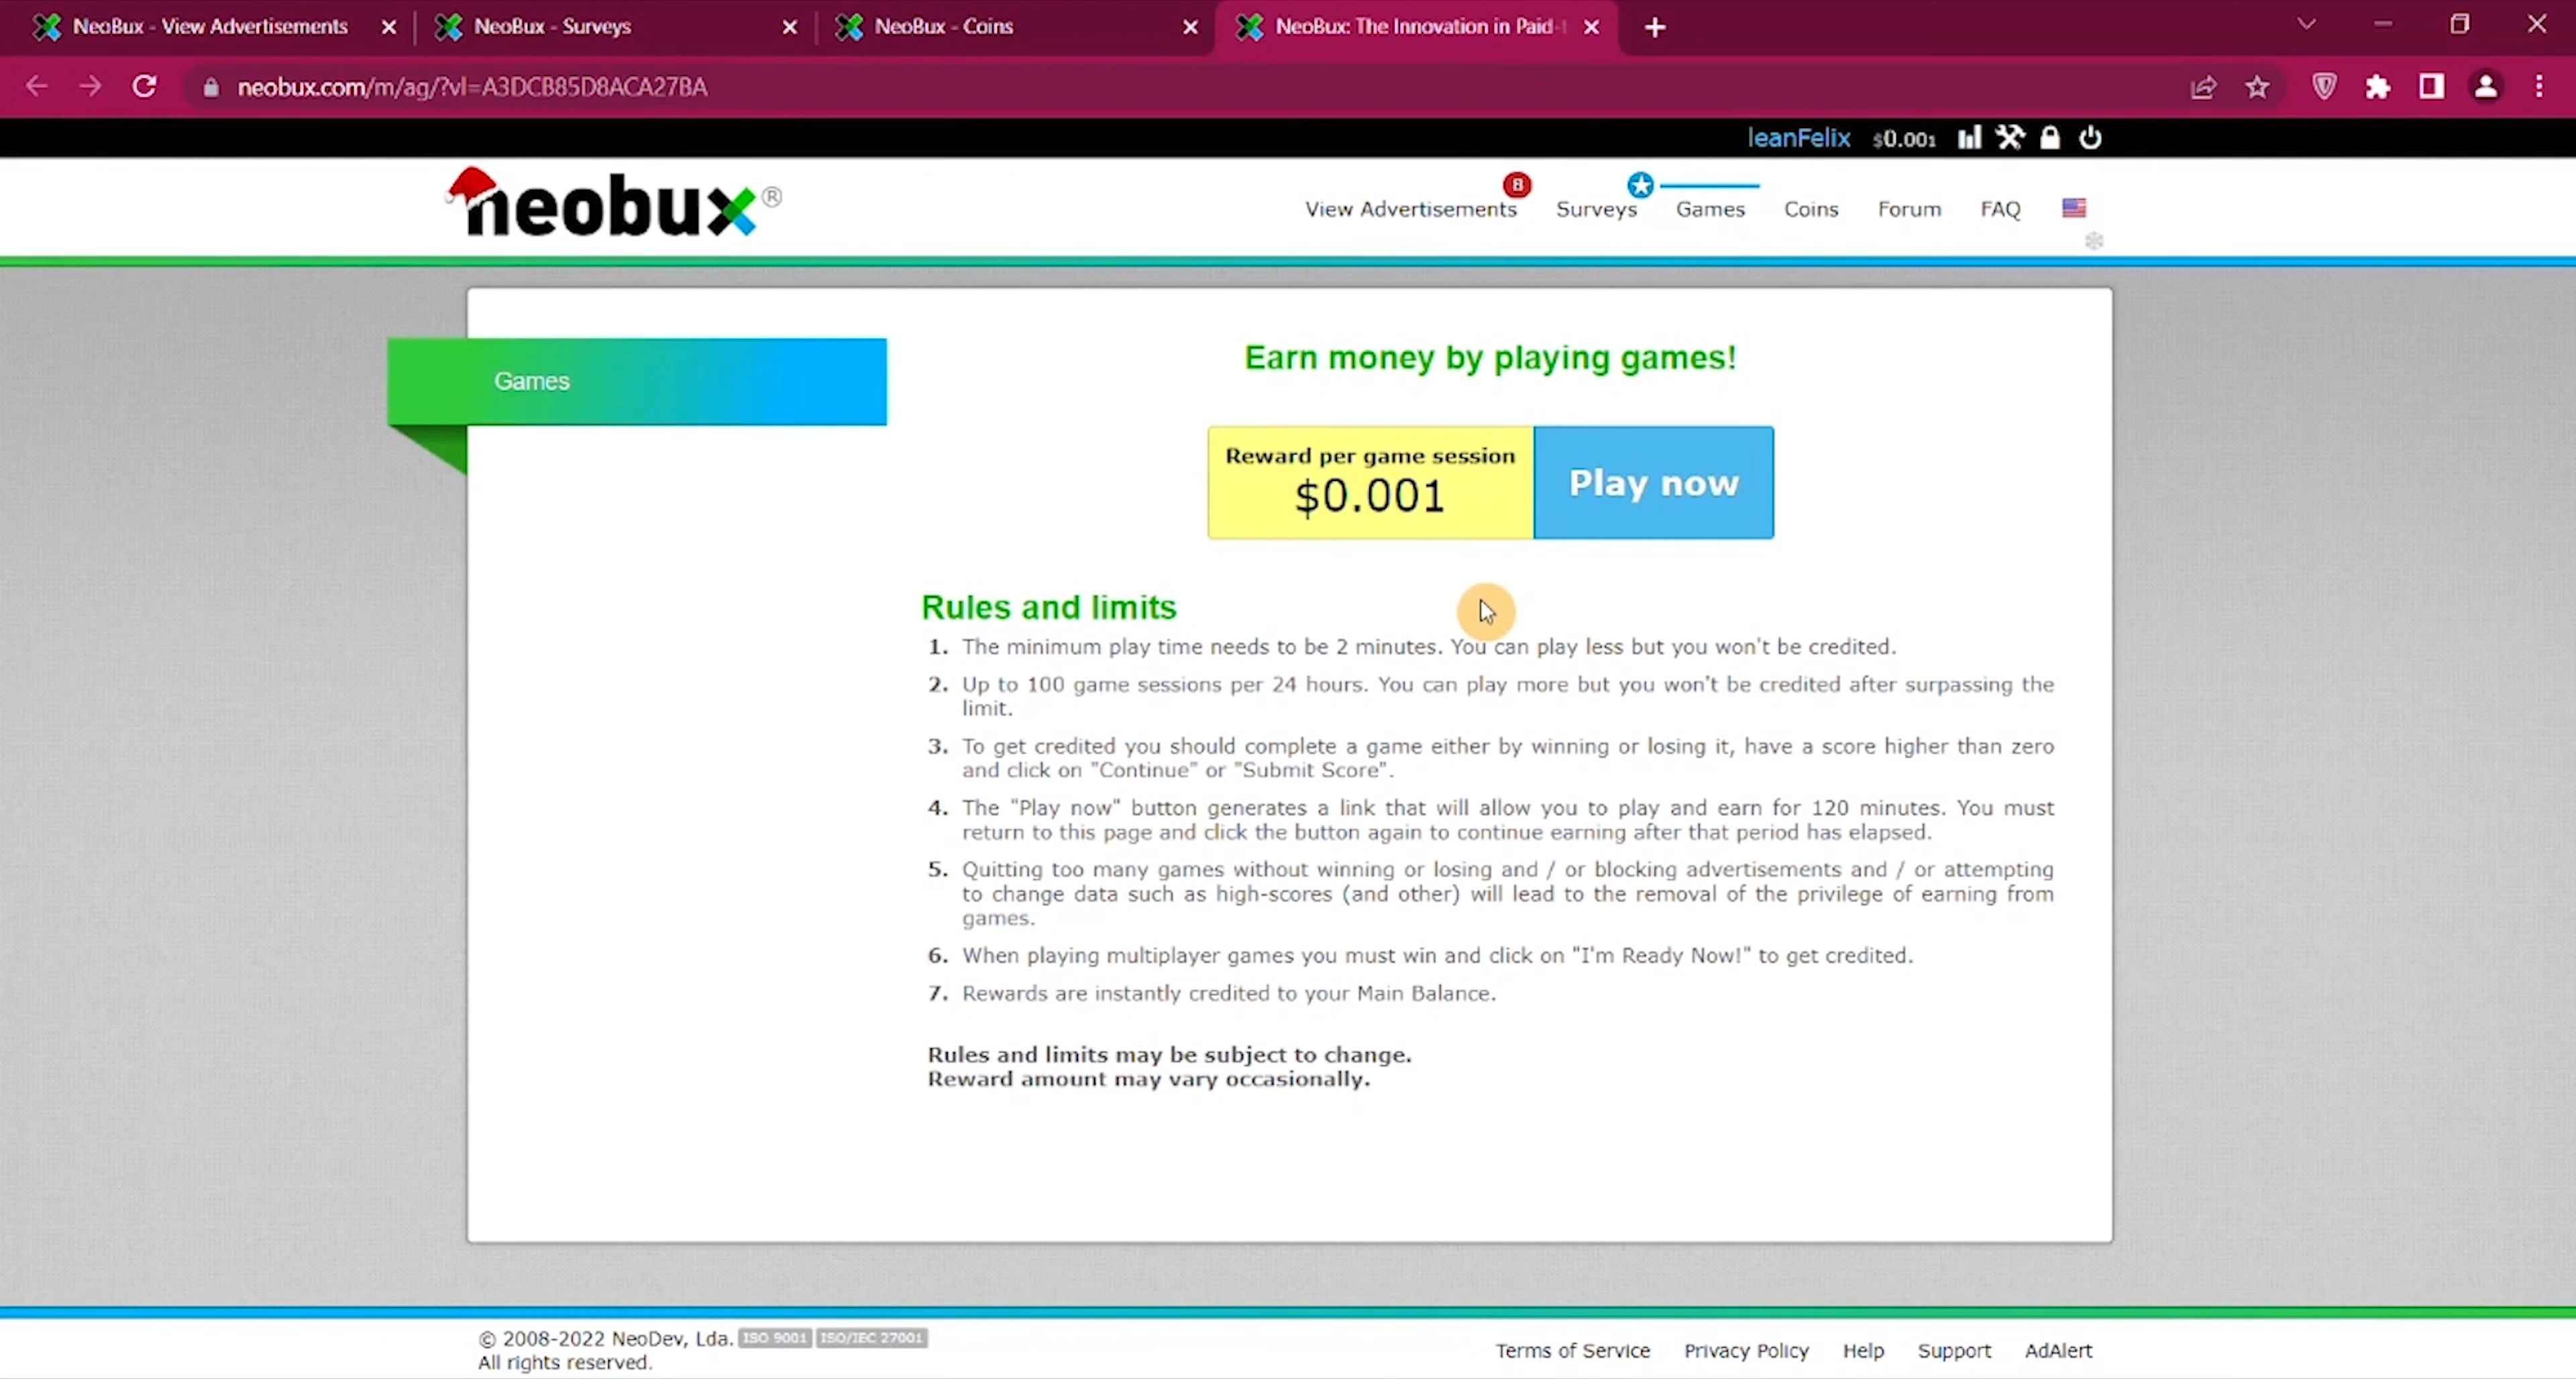 NeoBux - View Advertisements
NeoBux - Surveys
NeoBux - Coins
NeoBux: The Innovation in Paid-
neobux.com/m/ag/?vl=A3DCB85D8ACA27BA
leanFelix $0.001
neobux®
View Advertisements 8 Surveys Games Coins Forum FAQ
Games
Earn money by playing games!
Reward per game session
$0.001
Play now
Rules and limits
1. The minimum play time needs to be 2 minutes. You can play less but you won't be credited.
2. Up to 100 game sessions per 24 hours. You can play more but you won't be credited after surpassing the
limit.
3. To get credited you should complete a game either by winning or losing it, have a score higher than zero
and click on "Continue" or "Submit Score".
4. The "Play now" button generates a link that will allow you to play and earn for 120 minutes. You must
return to this page and click the button again to continue earning after that period has elapsed.
5. Quitting too many games without winning or losing and / or blocking advertisements and / or attempting
to change data such as high-scores (and other) will lead to the removal of the privilege of earning from
games.
6. When playing multiplayer games you must win and click on "I'm Ready Now!" to get credited.
7. Rewards are instantly credited to your Main Balance.
Rules and limits may be subject to change.
Reward amount may vary occasionally.
© 2008-2022 NeoDev, Lda. ISO 9001 ISO/IEC 27001
All rights reserved.
Terms of Service Privacy Policy Help Support AdAlert